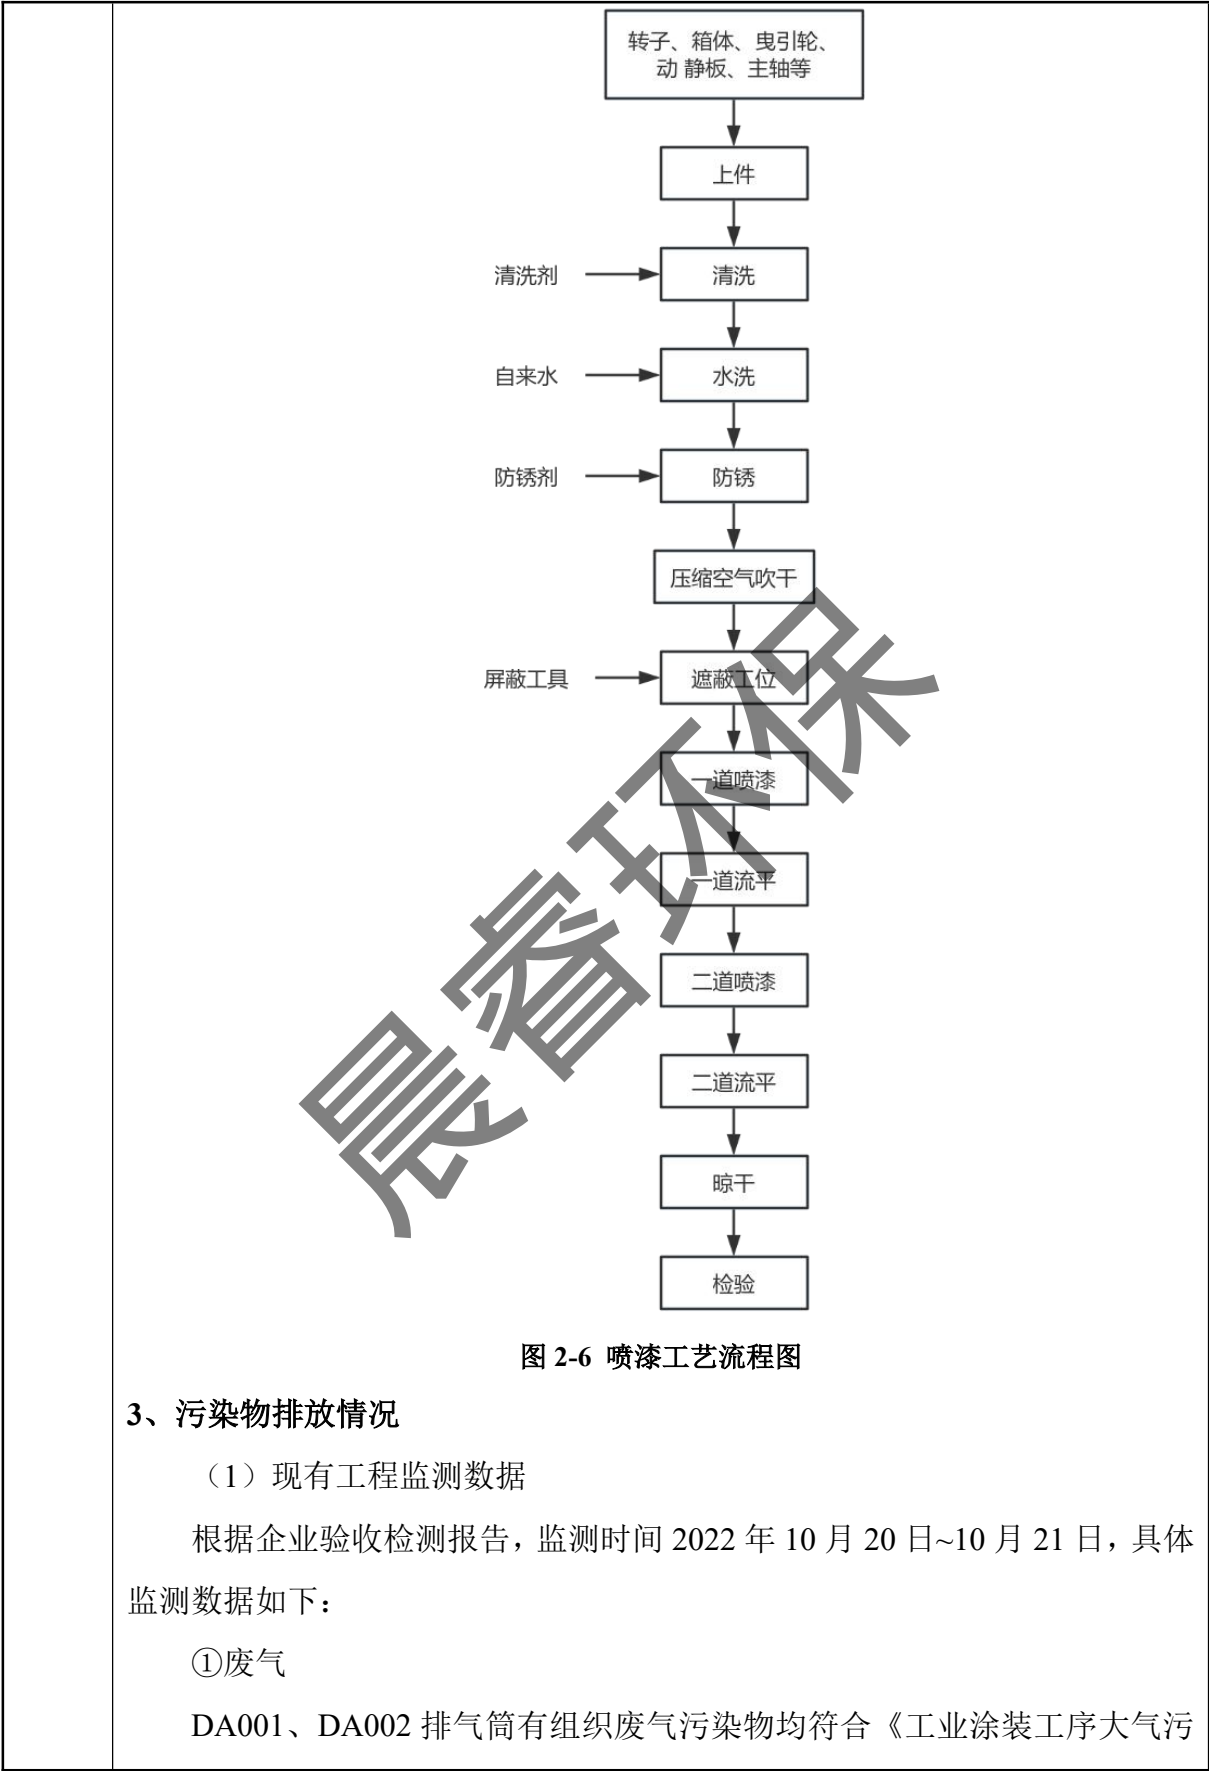 转子、箱体、曳引轮、
动 静板、主轴等
上件
清洗剂
清洗
自来水
水洗
防锈剂
防锈
压缩空气吹干
屏蔽工具
遮蔽工位
一道喷漆
一道流平
二道喷漆
二道流平
晾干
检验
晨睿环保
图 2-6 喷漆工艺流程图
3、污染物排放情况
（1）现有工程监测数据
根据企业验收检测报告，监测时间 2022 年 10 月 20 日~10 月 21 日，具体
监测数据如下：
①废气
DA001、DA002 排气筒有组织废气污染物均符合《工业涂装工序大气污